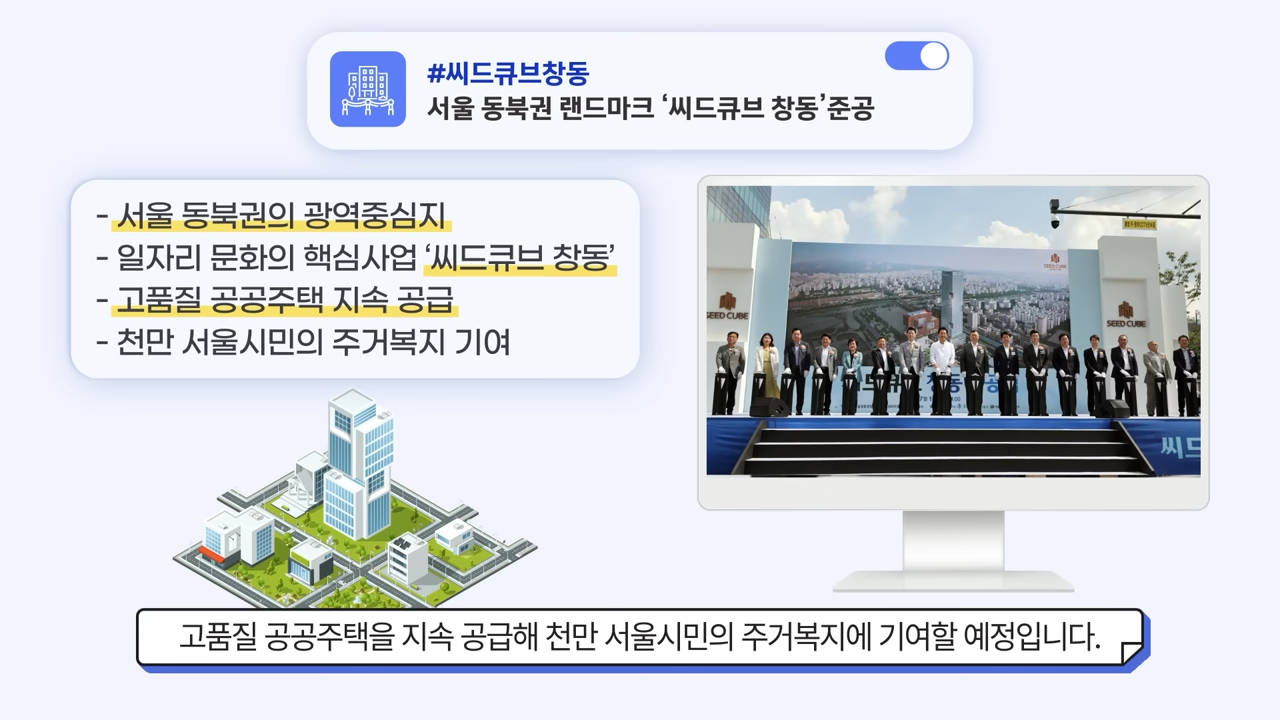 #씨드큐브창동
서울 동북권 랜드마크 ‘씨드큐브 창동’준공
- 서울 동북권의 광역중심지
- 일자리 문화의 핵심사업 ‘씨드큐브 창동’
- 고품질 공공주택 지속 공급
- 천만 서울시민의 주거복지 기여
SEED CUBE
SEED CUBE
SEED CUBE
씨드
고품질 공공주택을 지속 공급해 천만 서울시민의 주거복지에 기여할 예정입니다.